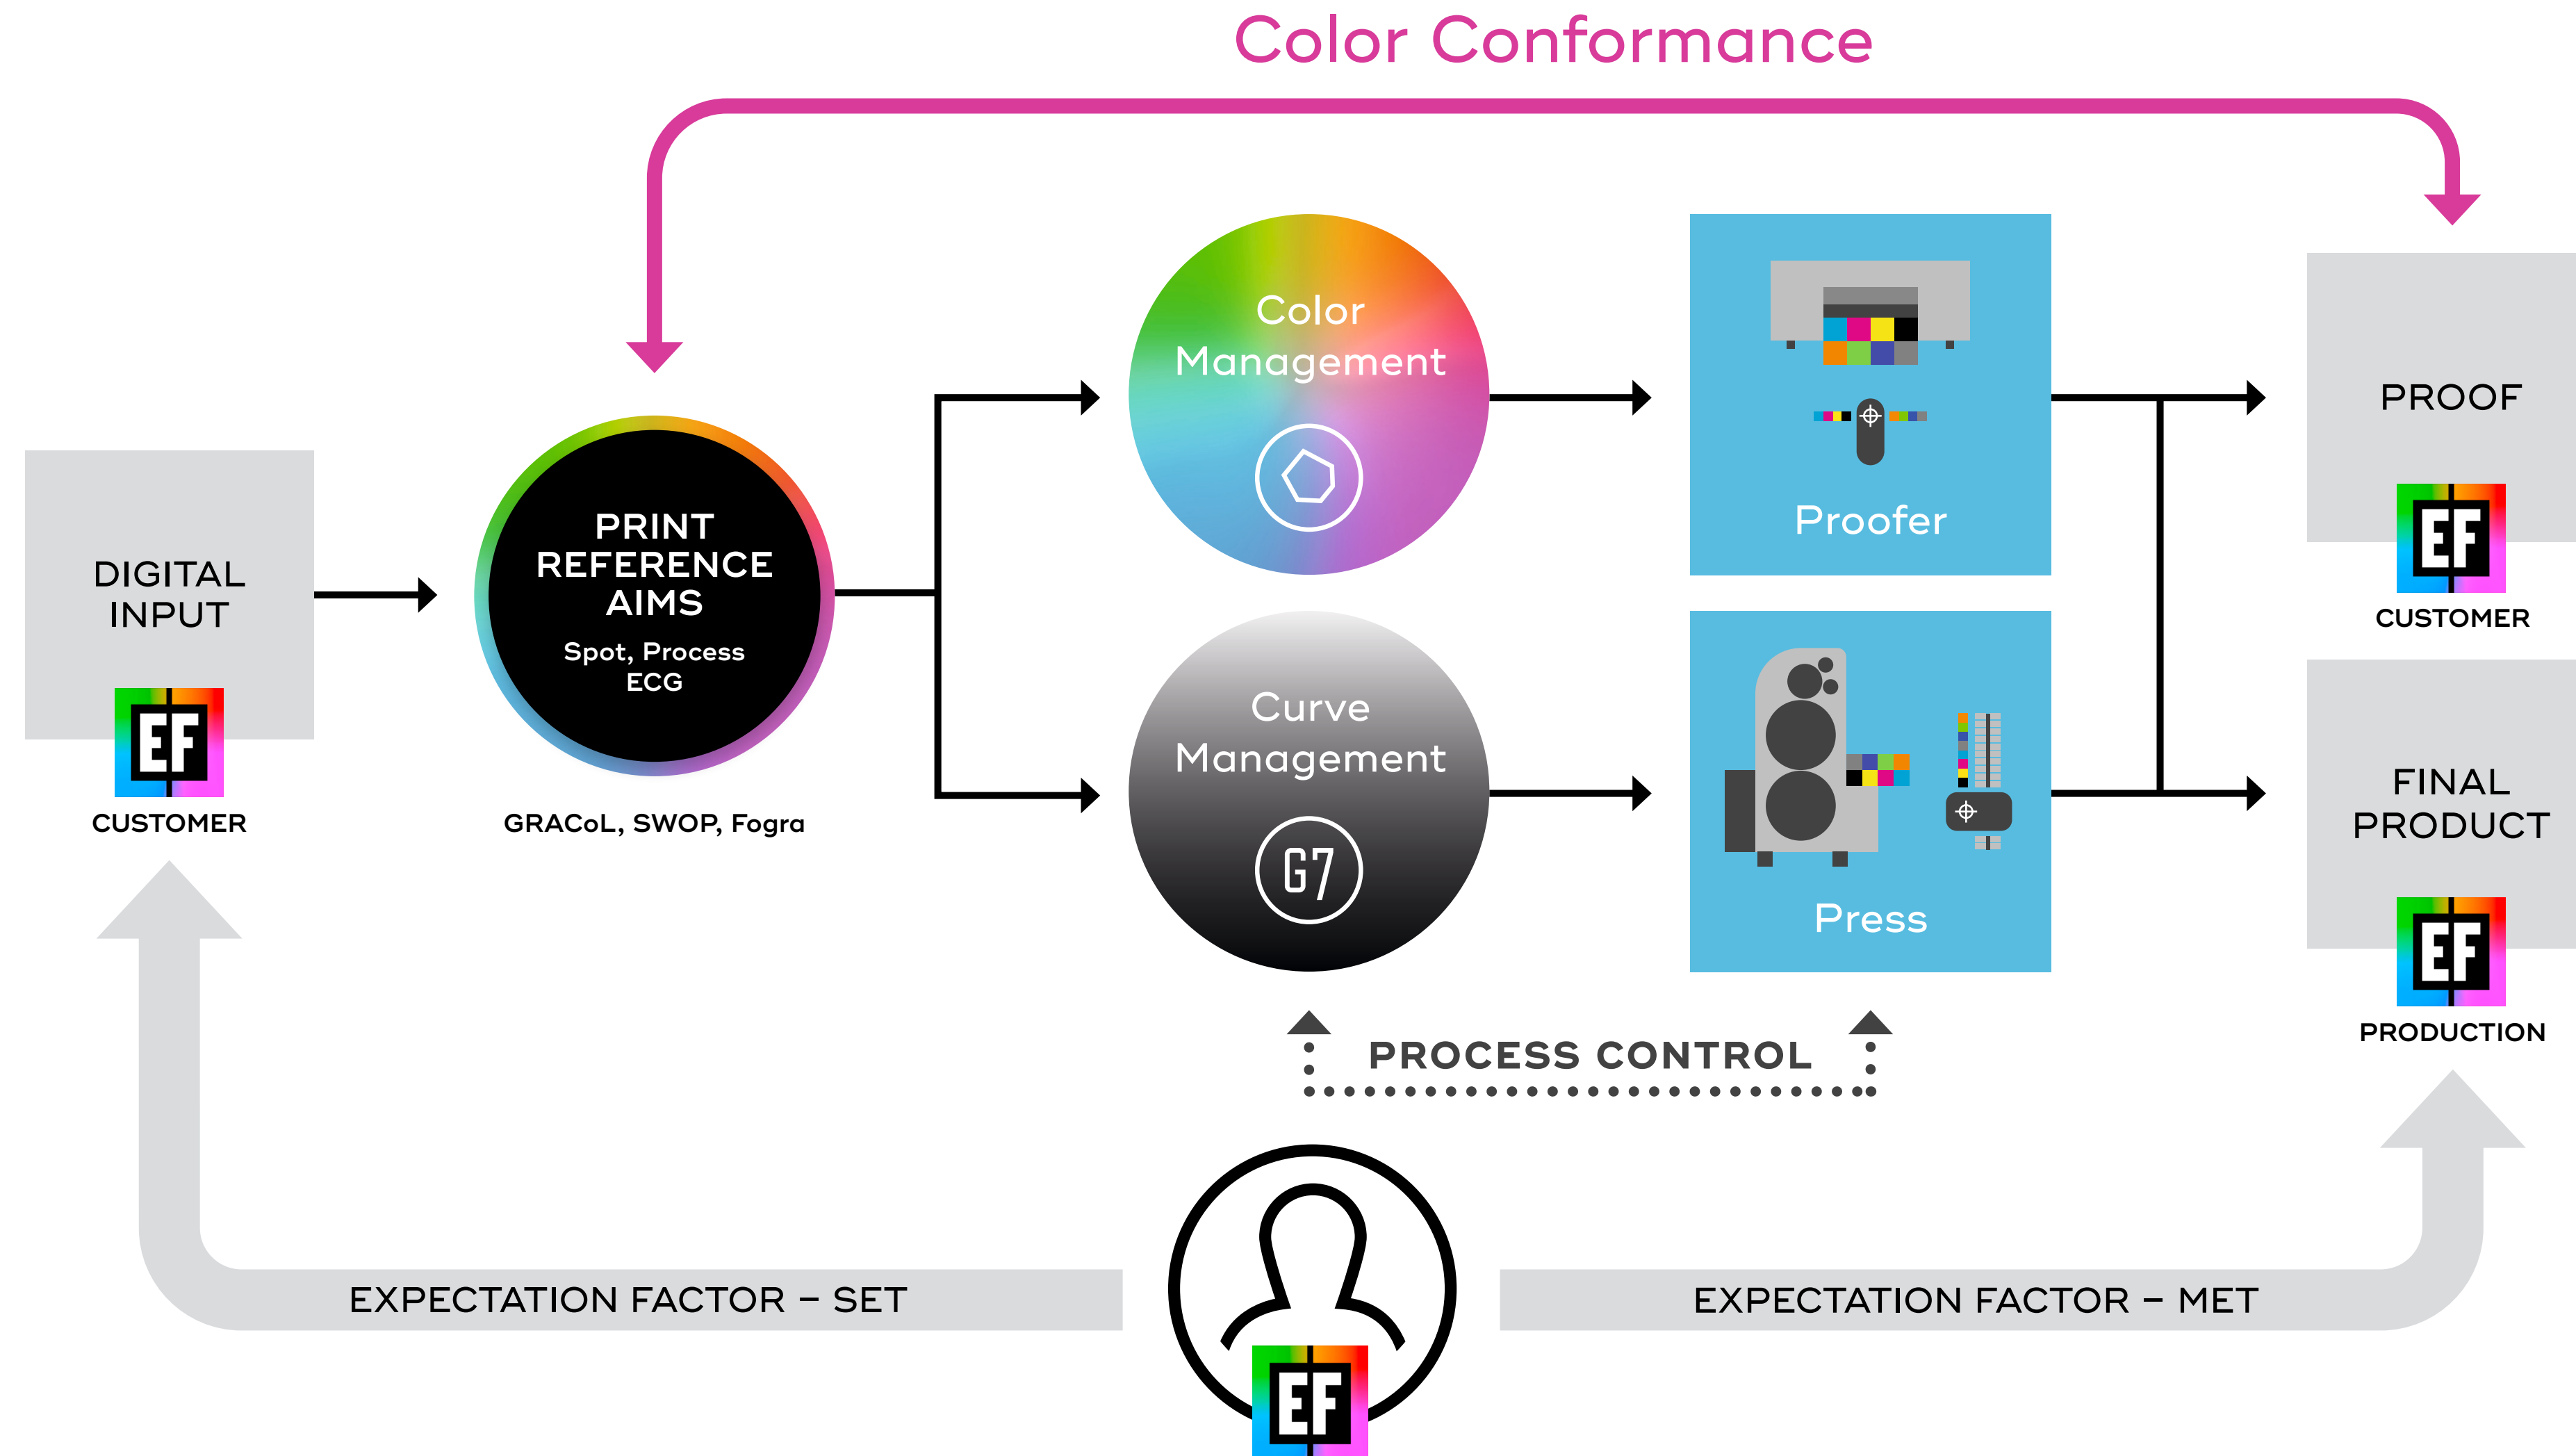 Color Conformance
DIGITAL
INPUT
EF
CUSTOMER
PRINT
REFERENCE
AIMS
Spot, Process
ECG
GRACoL, SWOP, Fogra
Color
Management
Proofer
PROOF
EF
CUSTOMER
Curve
Management
G7
Press
FINAL
PRODUCT
EF
PRODUCTION
PROCESS CONTROL
EXPECTATION FACTOR – SET
EXPECTATION FACTOR – MET
EF